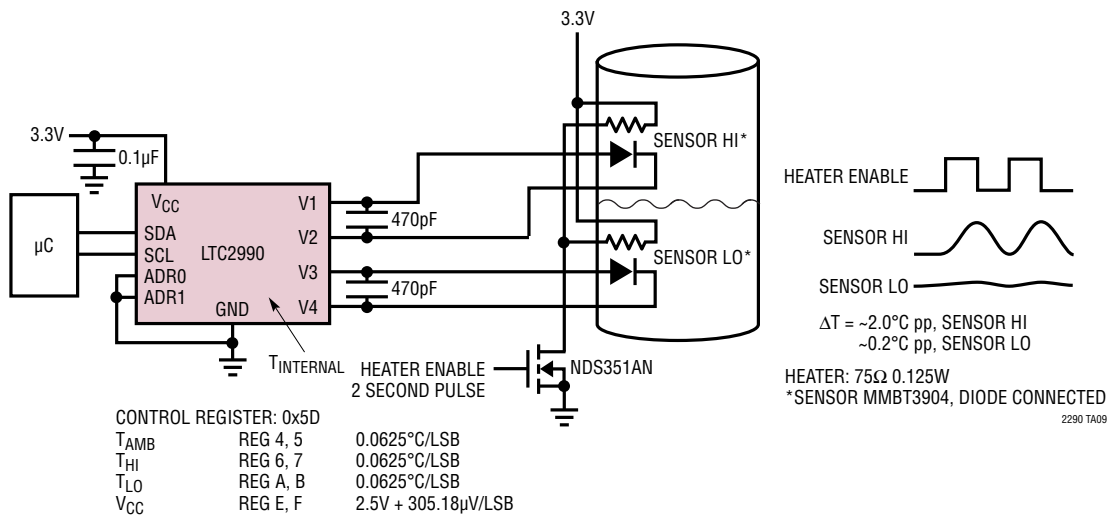 3.3V
3.3V
0.1µF
SENSOR HI*
HEATER ENABLE
VCC
V1
µC
SDA
LTC2990
V2
470pF
SENSOR HI
SCL
ADR0
V3
SENSOR LO*
ADR1
470pF
SENSOR LO
GND
V4
∆T = ~2.0°C pp, SENSOR HI
~0.2°C pp, SENSOR LO
TINTERNAL
HEATER ENABLE
2 SECOND PULSE
NDS351AN
HEATER: 75Ω 0.125W
*SENSOR MMBT3904, DIODE CONNECTED
2290 TA09
CONTROL REGISTER: 0x5D
TAMB REG 4, 5 0.0625°C/LSB
THI REG 6, 7 0.0625°C/LSB
TLO REG A, B 0.0625°C/LSB
VCC REG E, F 2.5V + 305.18µV/LSB